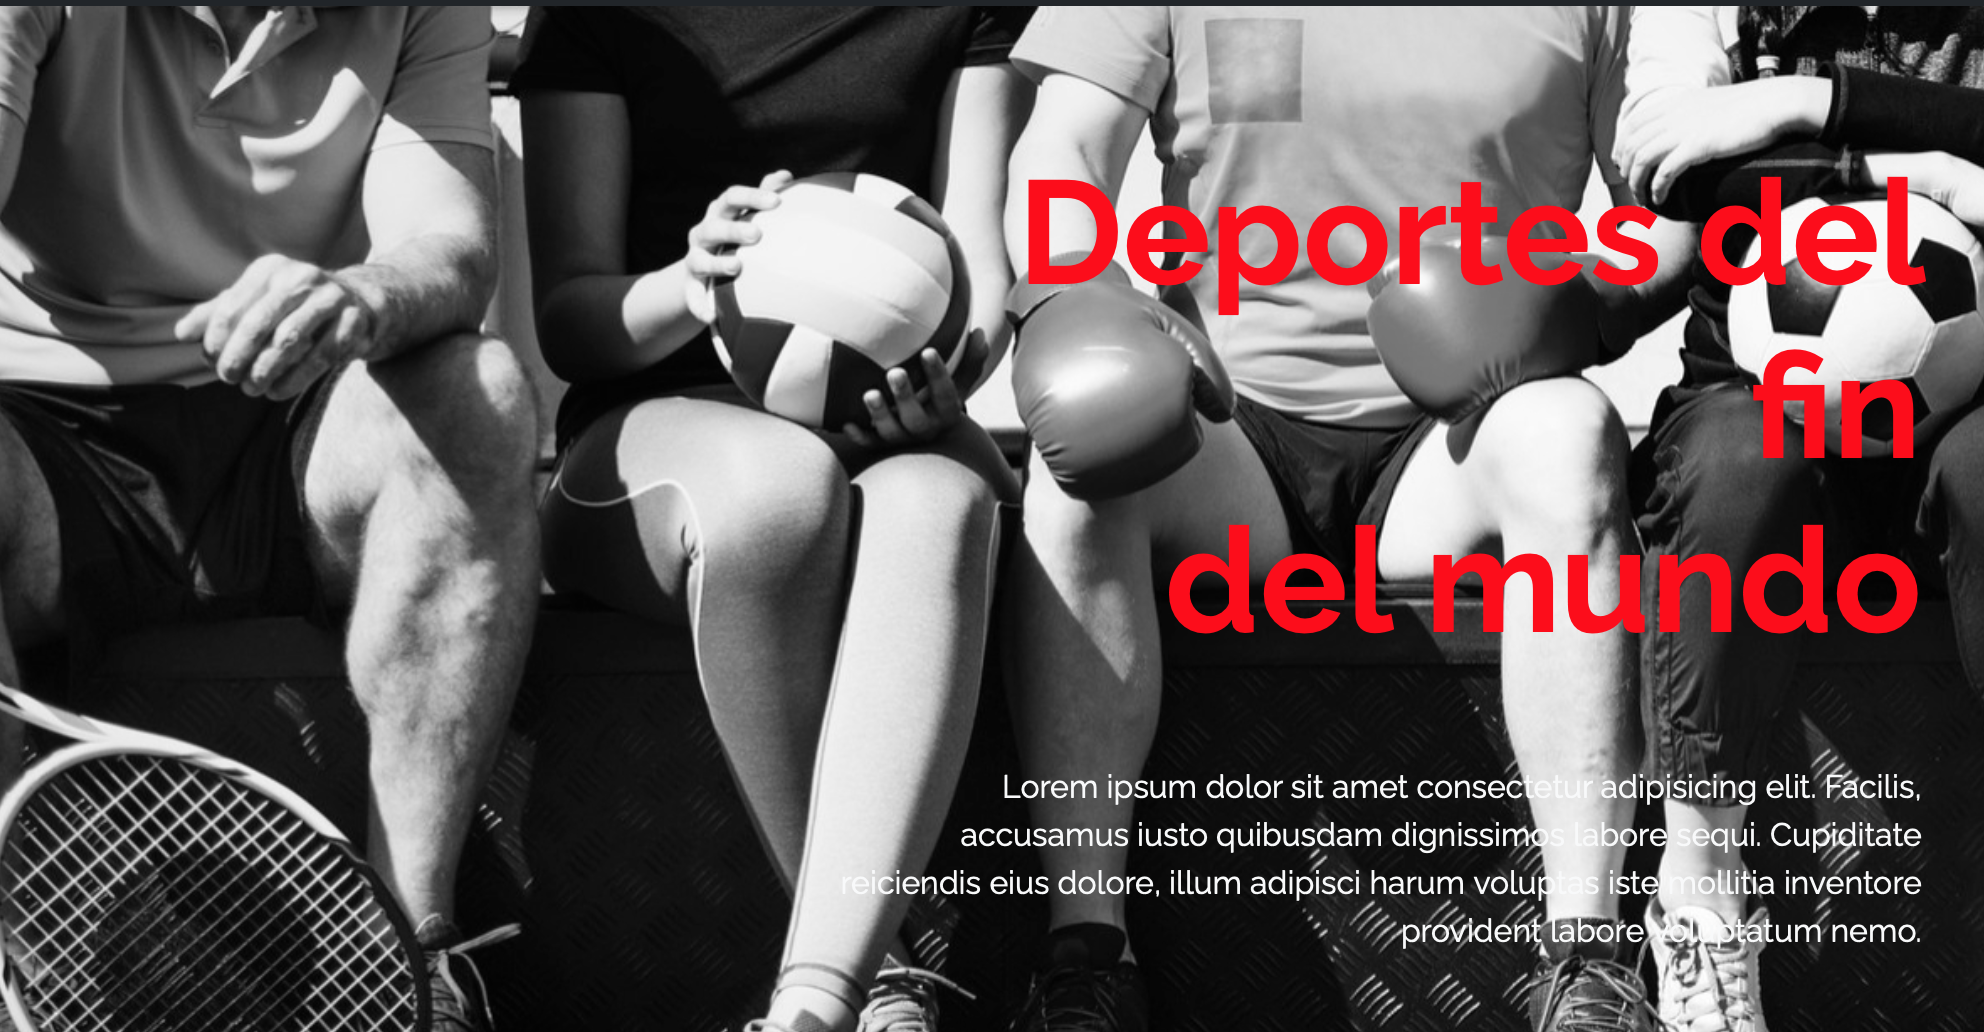 Deportes del
fin
del mundo
Lorem ipsum dolor sit amet consectetur adipisicing elit. Facilis,
accusamus iusto quibusdam dignissimos labore sequi. Cupiditate
reiciendis eius dolore, illum adipisci harum voluptas iste mollitia inventore
provident labore voluptatum nemo.